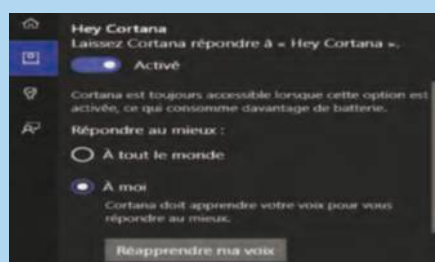 Hey Cortana
Laissez Cortana répondre à « Hey Cortana ».
Activé
Cortana est toujours accessible lorsque cette option est
activée, ce qui consomme davantage de batterie.
Répondre au mieux :
À tout le monde
À moi
Cortana doit apprendre votre voix pour vous
répondre au mieux.
Réapprendre ma voix